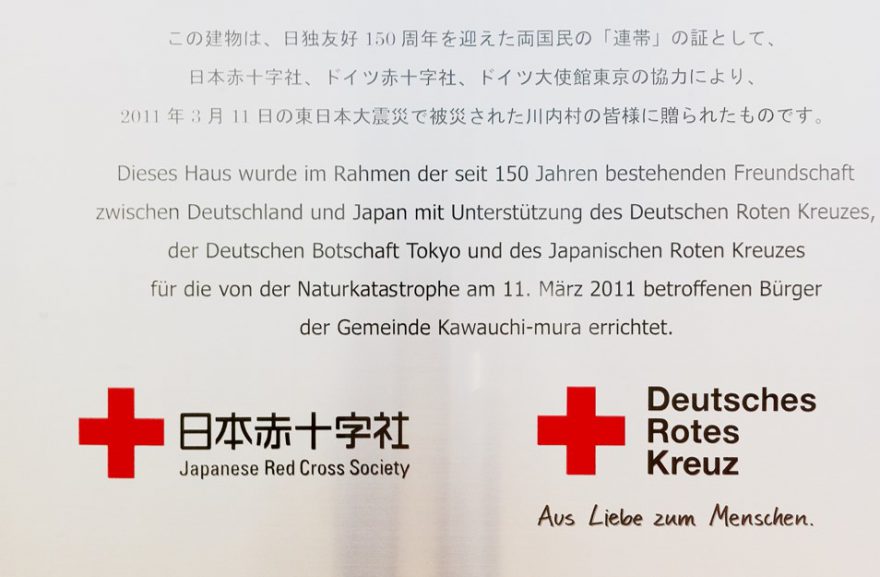 この建物は、日独友好150周年を迎えた両国民の「連帯」の証として、
日本赤十字社、ドイツ赤十字社、ドイツ大使館東京の協力により、
2011年3月11日の東日本大震災で被災された川内村の皆様に贈られたものです。
Dieses Haus wurde im Rahmen der seit 150 Jahren bestehenden Freundschaft
zwischen Deutschland und Japan mit Unterstützung des Deutschen Roten Kreuzes,
der Deutschen Botschaft Tokyo und des Japanischen Roten Kreuzes
für die von der Naturkatastrophe am 11. März 2011 betroffenen Bürger
der Gemeinde Kawauchi-mura errichtet.
日本赤十字社
Japanese Red Cross Society
Deutsches
Rotes
Kreuz
Aus Liebe zum Menschen.